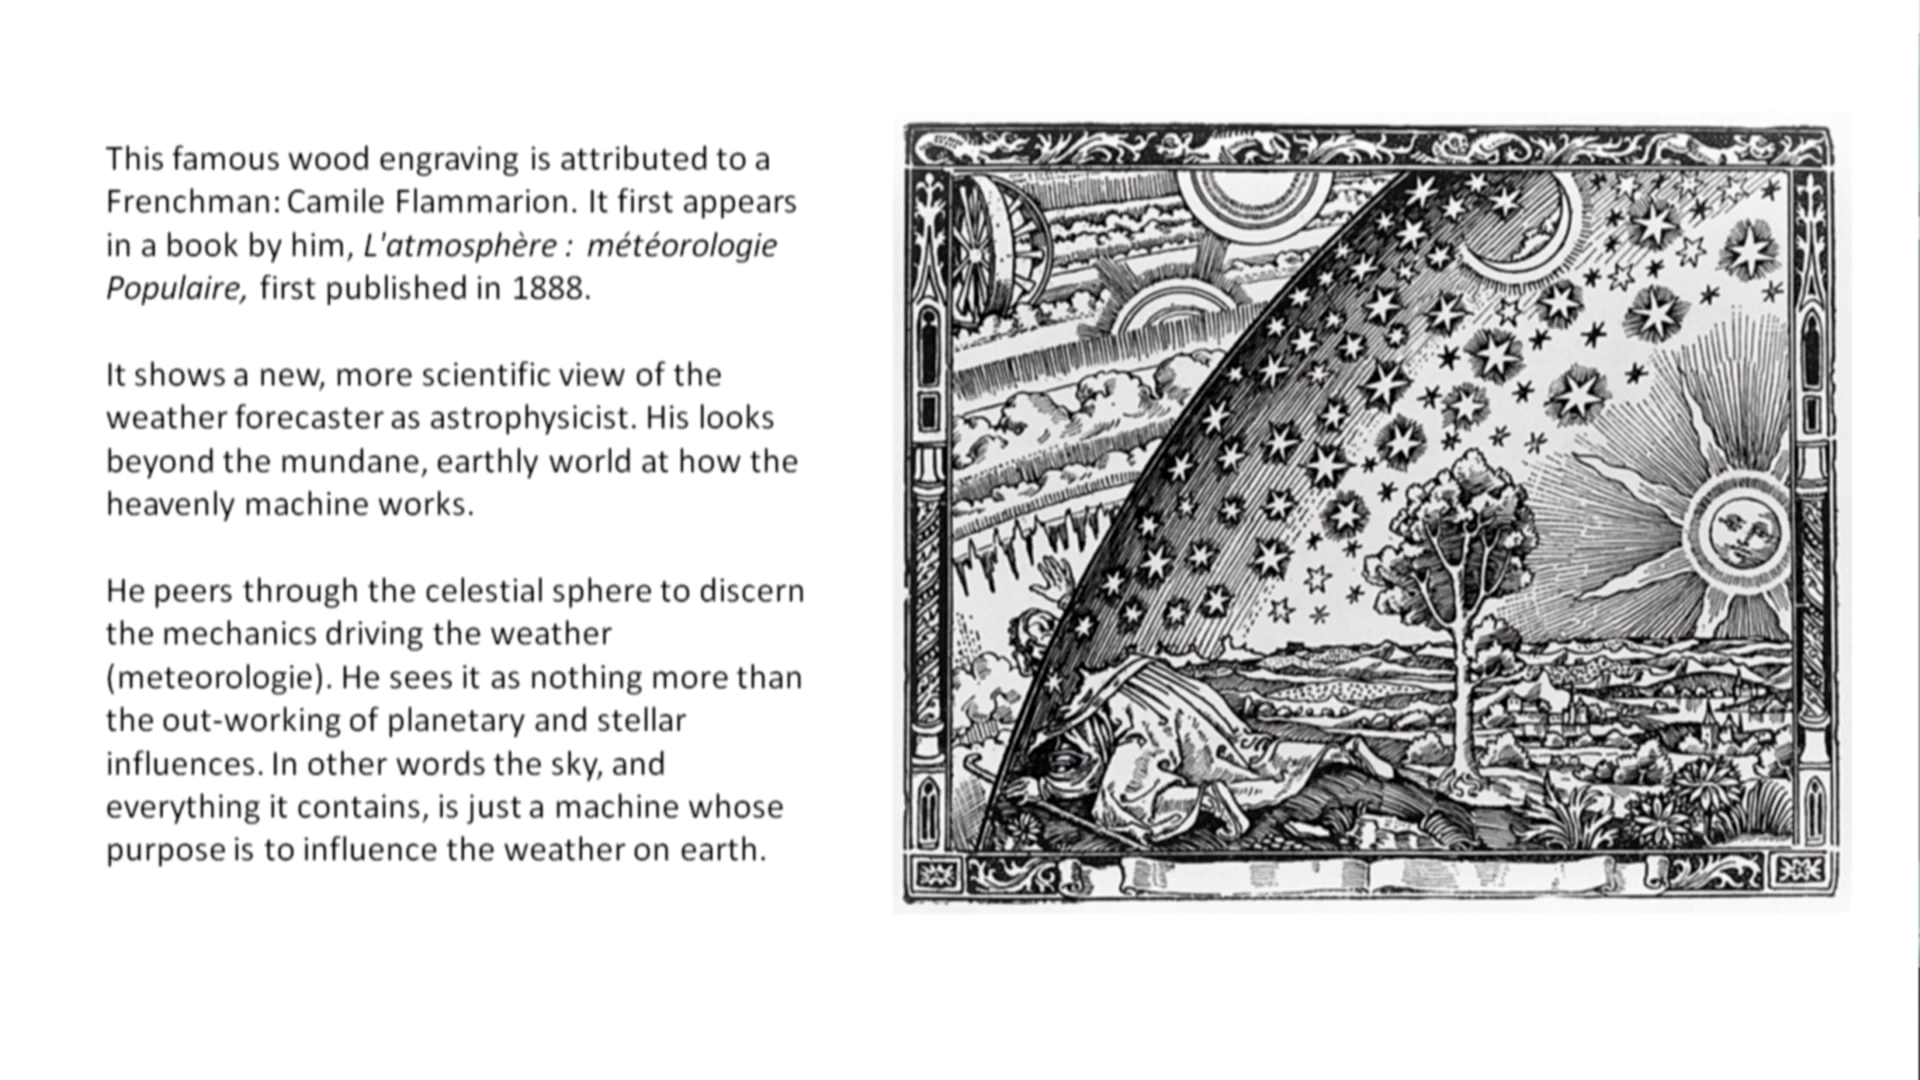 This famous wood engraving is attributed to a
Frenchman: Camile Flammarion. It first appears
in a book by him, L'atmosphère : météorologie
Populaire, first published in 1888.
It shows a new, more scientific view of the
weather forecaster as astrophysicist. His looks
beyond the mundane, earthly world at how the
heavenly machine works.
He peers through the celestial sphere to discern
the mechanics driving the weather
(meteorologie). He sees it as nothing more than
the out-working of planetary and stellar
influences. In other words the sky, and
everything it contains, is just a machine whose
purpose is to influence the weather on earth.